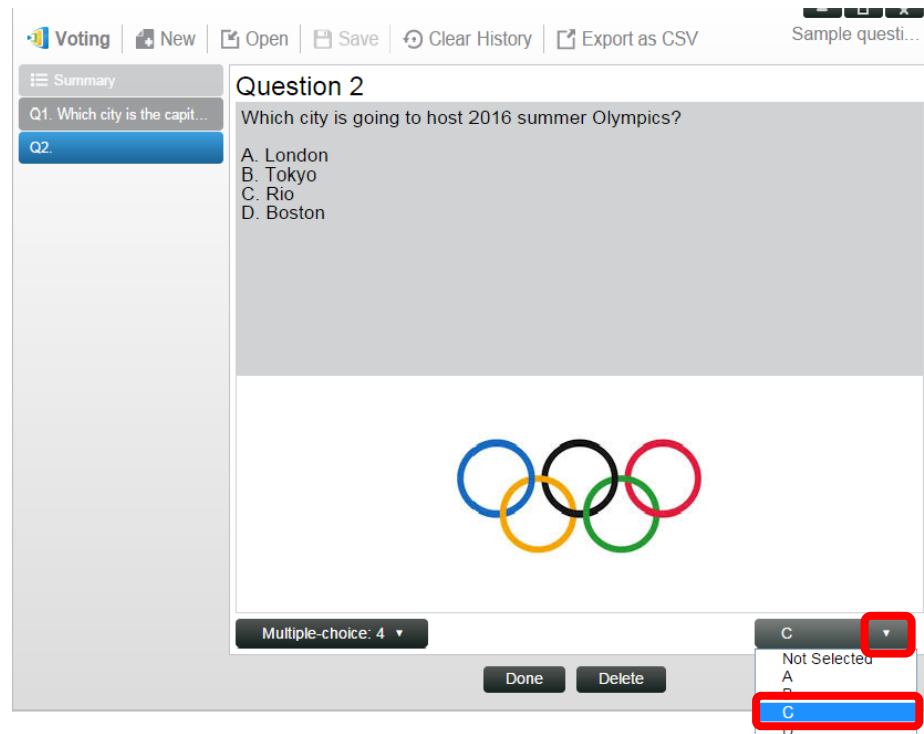 Voting New Open Save Clear History Export as CSV Sample questi...
Summary
Q1. Which city is the capit...
Q2.
Question 2
Which city is going to host 2016 summer Olympics?
A. London
B. Tokyo
C. Rio
D. Boston
Multiple-choice: 4
C
Not Selected
A
B
C
D
Done Delete